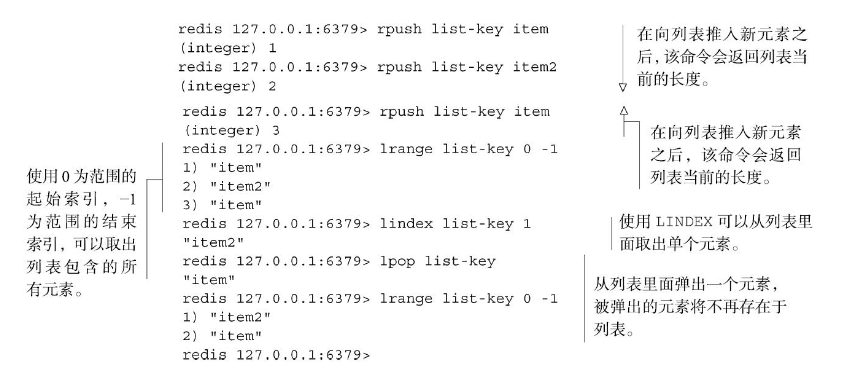 redis 127.0.0.1:6379> rpush list-key item
(integer) 1
redis 127.0.0.1:6379> rpush list-key item2
(integer) 2
redis 127.0.0.1:6379> rpush list-key item
(integer) 3
redis 127.0.0.1:6379> lrange list-key 0 -1
1) "item"
2) "item2"
3) "item"
redis 127.0.0.1:6379> lindex list-key 1
"item2"
redis 127.0.0.1:6379> lpop list-key
"item"
redis 127.0.0.1:6379> lrange list-key 0 -1
1) "item2"
2) "item"
redis 127.0.0.1:6379>
使用0为范围的
起始索引，-1
为范围的结束
索引，可以取出
列表包含的所
有元素。
在向列表推入新元素之
后，该命令会返回列表当
前的长度。
在向列表推入新元素
之后，该命令会返回
列表当前的长度。
使用 LINDEX 可以从列表里
面取出单个元素。
从列表里面弹出一个元素，
被弹出的元素将不再存在于
列表。